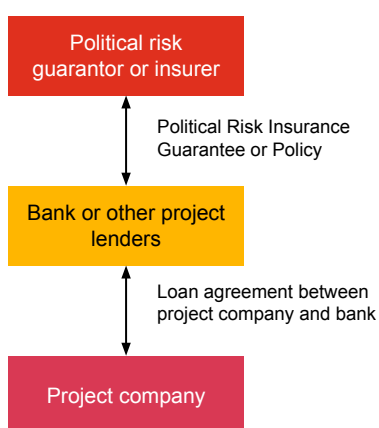 Political risk
guarantor or insurer
Political Risk Insurance
Guarantee or Policy
Bank or other project
lenders
Loan agreement between
project company and bank
Project company